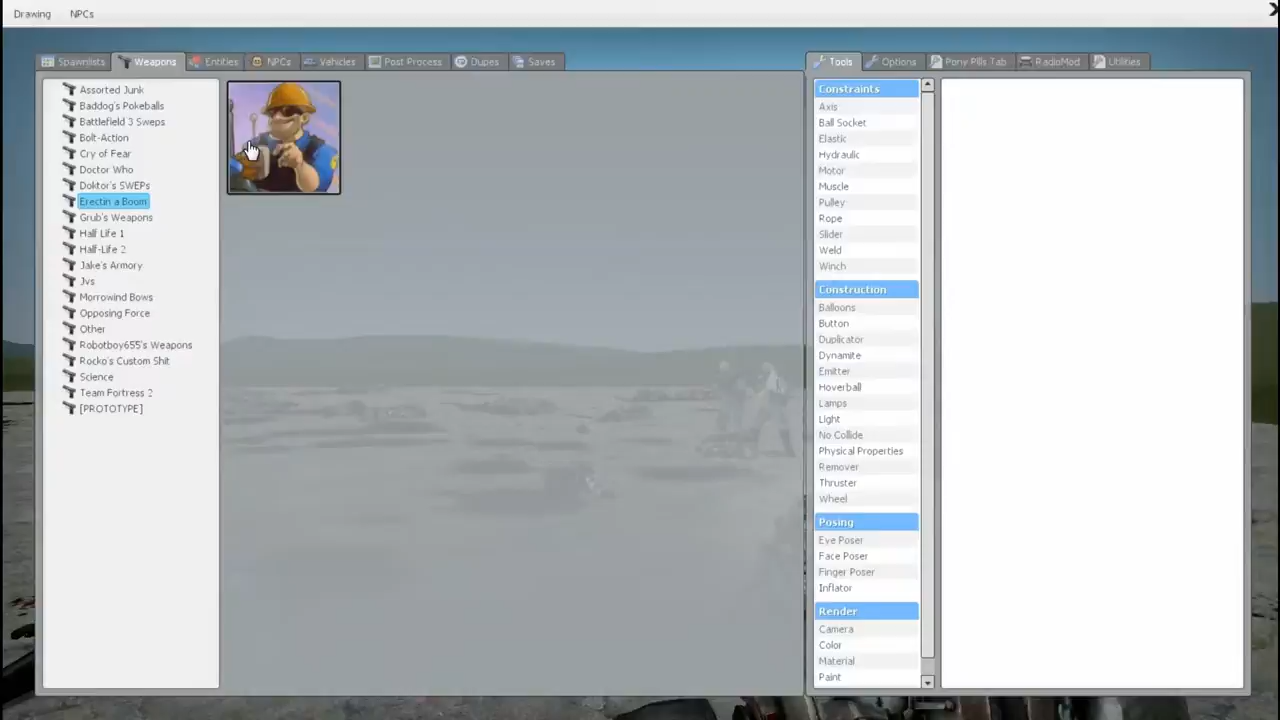 Drawing NPCs
Spawnlists Weapons Entities NPCs Vehicles Post Process Dupes Saves
Tools Options Pony Pills Tab RadioMod Utilities
Assorted Junk
Baddog's Pokeballs
Battlefield 3 Sweps
Bolt-Action
Cry of Fear
Doctor Who
Doktor's SWEPs
Erectin a Boom
Grub's Weapons
Half Life 1
Half-Life 2
Jake's Armory
Jvs
Morrowind Bows
Opposing Force
Other
Robotboy655's Weapons
Rocko's Custom Shit
Science
Team Fortress 2
[PROTOTYPE]
Constraints
Axis
Ball Socket
Elastic
Hydraulic
Motor
Muscle
Pulley
Rope
Slider
Weld
Winch
Construction
Balloons
Button
Duplicator
Dynamite
Emitter
Hoverball
Lamps
Light
No Collide
Physical Properties
Remover
Thruster
Wheel
Posing
Eye Poser
Face Poser
Finger Poser
Inflator
Render
Camera
Color
Material
Paint